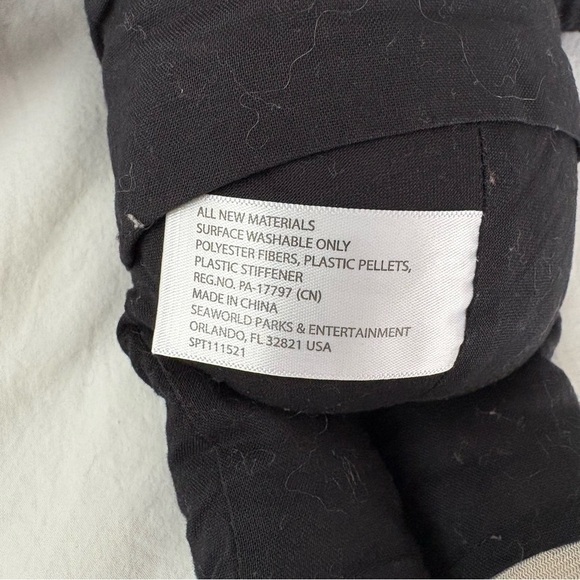 ALL NEW MATERIALS
SURFACE WASHABLE ONLY
POLYESTER FIBERS, PLASTIC PELLETS,
PLASTIC STIFFENER
REG.NO. PA-17797 (CN)
MADE IN CHINA
SEAWORLD PARKS & ENTERTAINMENT
ORLANDO, FL 32821 USA
SPT111521